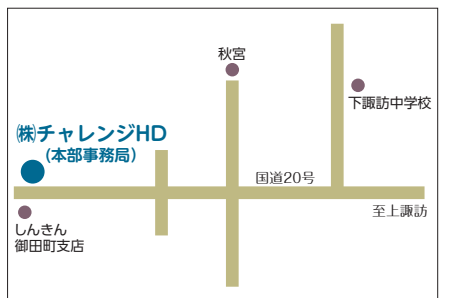 秋宮
下諏訪中学校
㈱チャレンジHD
(本部事務局)
国道20号
至上諏訪
しんきん
御田町支店